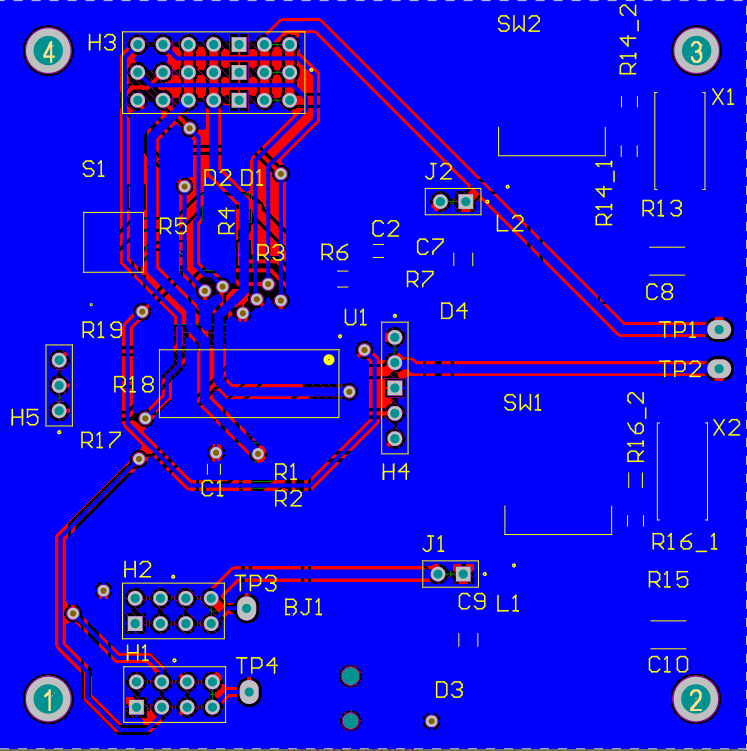 SW2
R14_2
4
H3
3
X1
S1
D2
D1
J2
R14_1
R5
R4
R13
L2
R3
R6
C2
C7
R7
C8
D4
U1
R19
TP1
TP2
R18
H5
SW1
R16_2
X2
R17
H4
R1
C1
R2
R16_1
J1
H2
TP3
BJ1
C9
L1
R15
H1
TP4
C10
D3
1
2